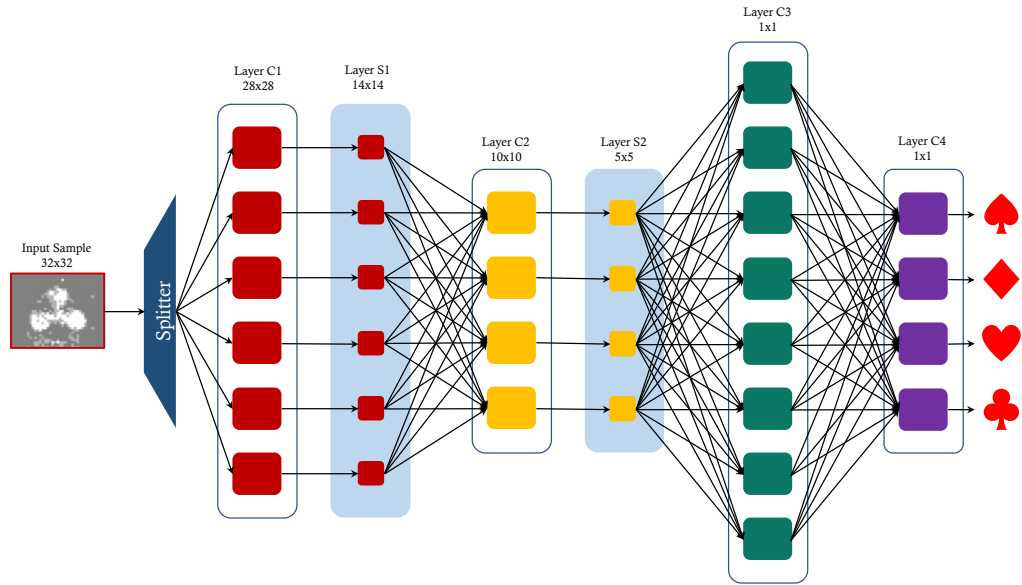 Input Sample
32x32
Splitter
Layer C1
28x28
Layer S1
14x14
Layer C2
10x10
Layer S2
5x5
Layer C3
1x1
Layer C4
1x1